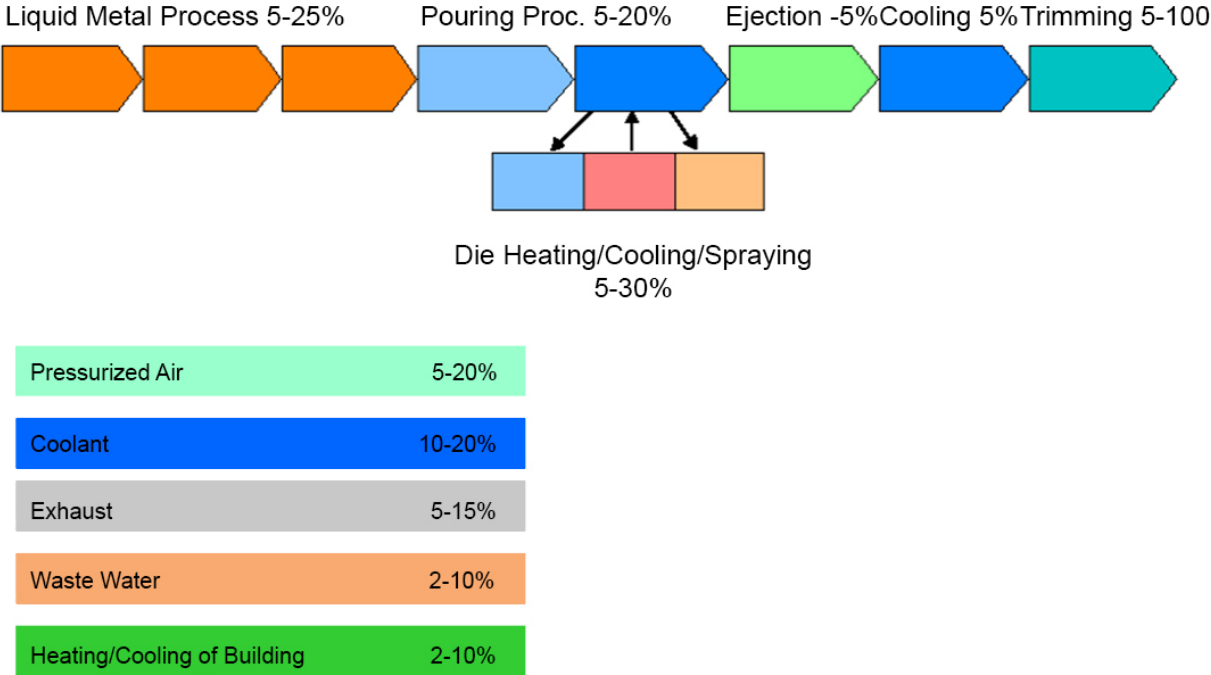 Liquid Metal Process 5-25% Pouring Proc. 5-20% Ejection -5% Cooling 5% Trimming 5-100
Die Heating/Cooling/Spraying
5-30%
Pressurized Air 5-20%
Coolant 10-20%
Exhaust 5-15%
Waste Water 2-10%
Heating/Cooling of Building 2-10%